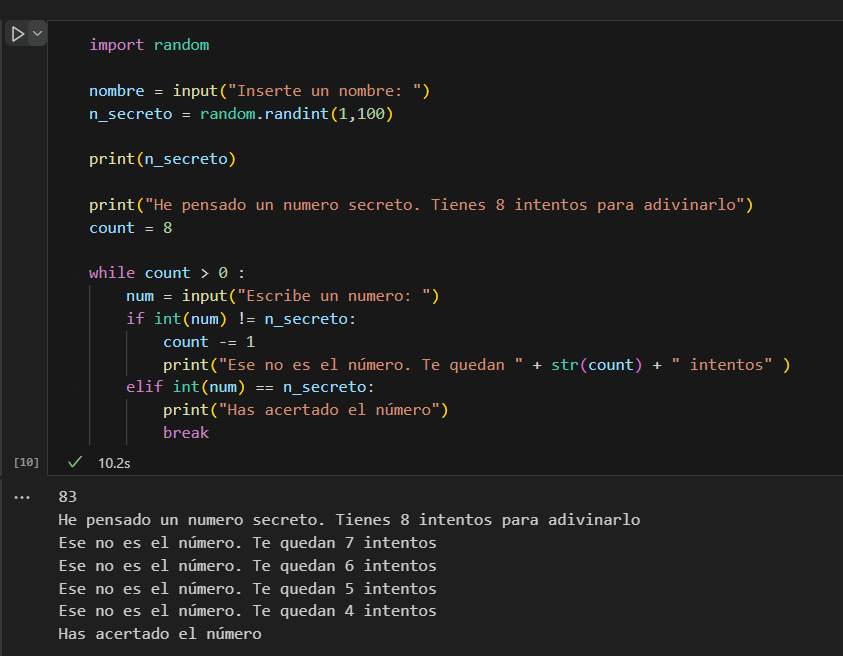 import random
nombre = input("Inserte un nombre: ")
n_secreto = random.randint(1,100)
print(n_secreto)
print("He pensado un numero secreto. Tienes 8 intentos para adivinarlo")
count = 8
while count > 0 :
num = input("Escribe un numero: ")
if int(num) != n_secreto:
count -= 1
print("Ese no es el número. Te quedan " + str(count) + " intentos" )
elif int(num) == n_secreto:
print("Has acertado el número")
break
[10] 10.2s
83
He pensado un numero secreto. Tienes 8 intentos para adivinarlo
Ese no es el número. Te quedan 7 intentos
Ese no es el número. Te quedan 6 intentos
Ese no es el número. Te quedan 5 intentos
Ese no es el número. Te quedan 4 intentos
Has acertado el número